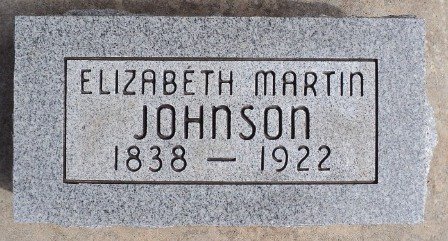 ELIZABETH MARTIN
JOHNSON
1838 — 1922